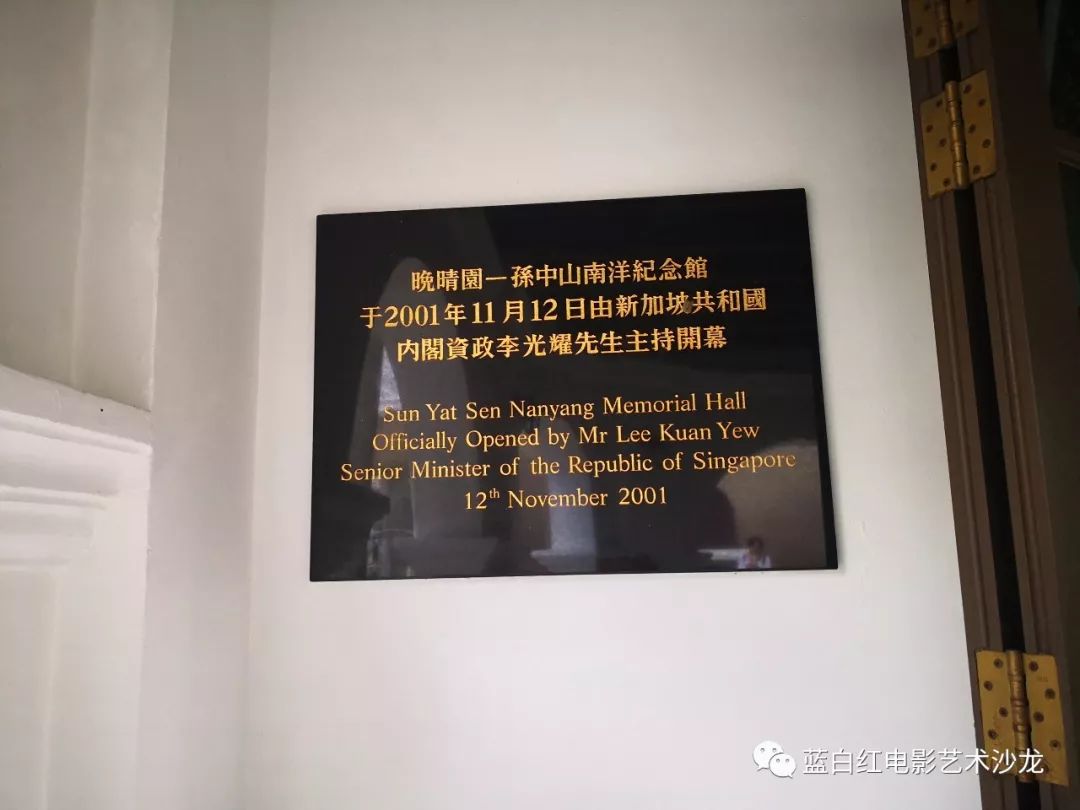 晚晴園一孫中山南洋紀念館
于2001年11月12日由新加坡共和國
内閣資政李光耀先生主持開幕
Sun Yat Sen Nanyang Memorial Hall
Officially Opened by Mr Lee Kuan Yew
Senior Minister of the Republic of Singapore
12th November 2001
蓝白红电影艺术沙龙